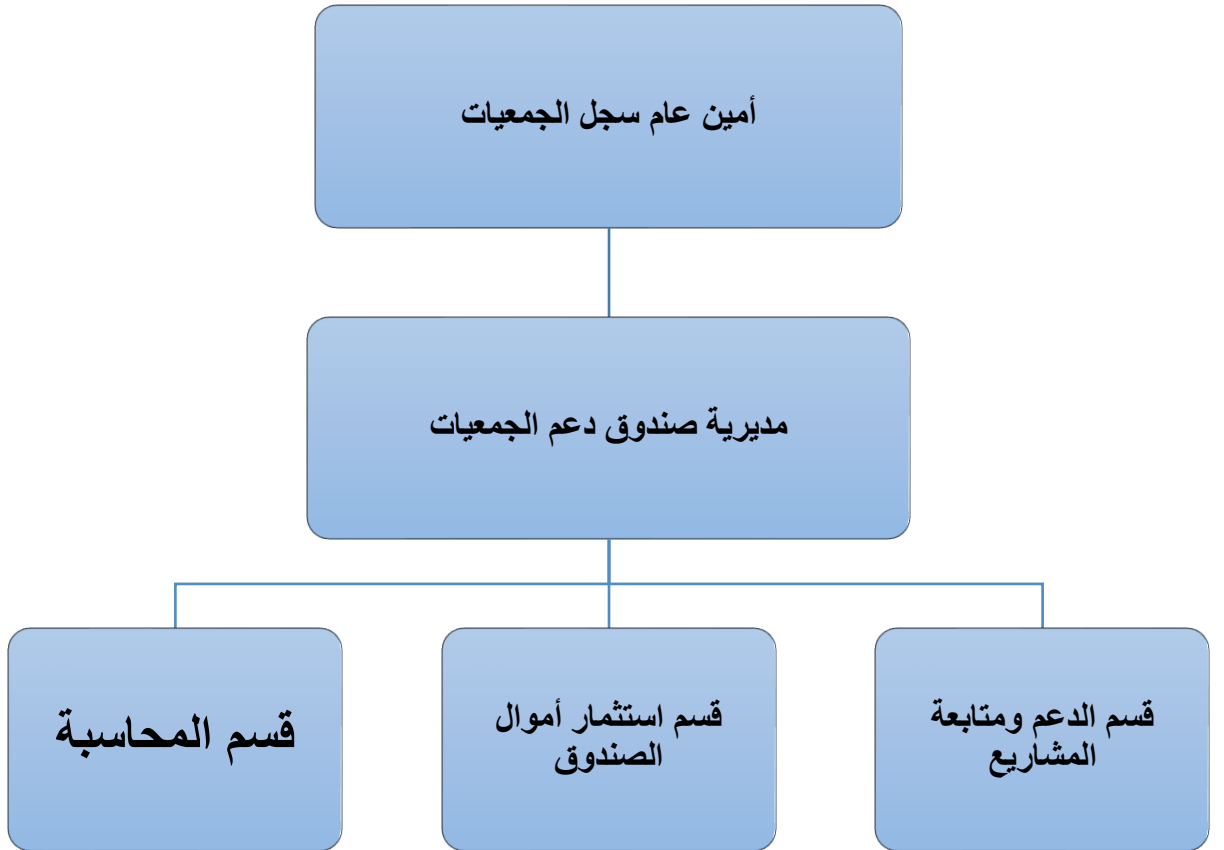 أمين عام سجل الجمعيات
مديرية صندوق دعم الجمعيات
قسم الدعم ومتابعة
المشاريع
قسم استثمار أموال
الصندوق
قسم المحاسبة